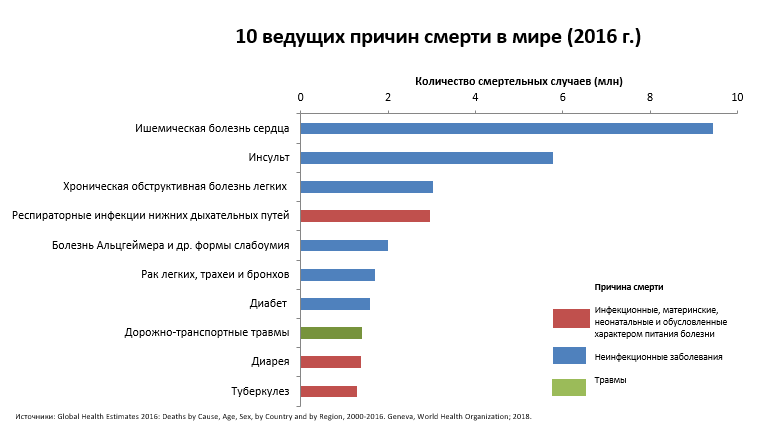 10 ведущих причин смерти в мире (2016 г.)
Количество смертельных случаев (млн)
0 2 4 6 8 10
Ишемическая болезнь сердца
Инсульт
Хроническая обструктивная болезнь легких
Респираторные инфекции нижних дыхательных путей
Болезнь Альцгеймера и др. формы слабоумия
Рак легких, трахеи и бронхов
Диабет
Дорожно-транспортные травмы
Диарея
Туберкулез
Причина смерти
Инфекционные, материнские,
неонатальные и обусловленные
характером питания болезни
Неинфекционные заболевания
Травмы
Источники: Global Health Estimates 2016: Deaths by Cause, Age, Sex, by Country and by Region, 2000-2016. Geneva, World Health Organization; 2018.